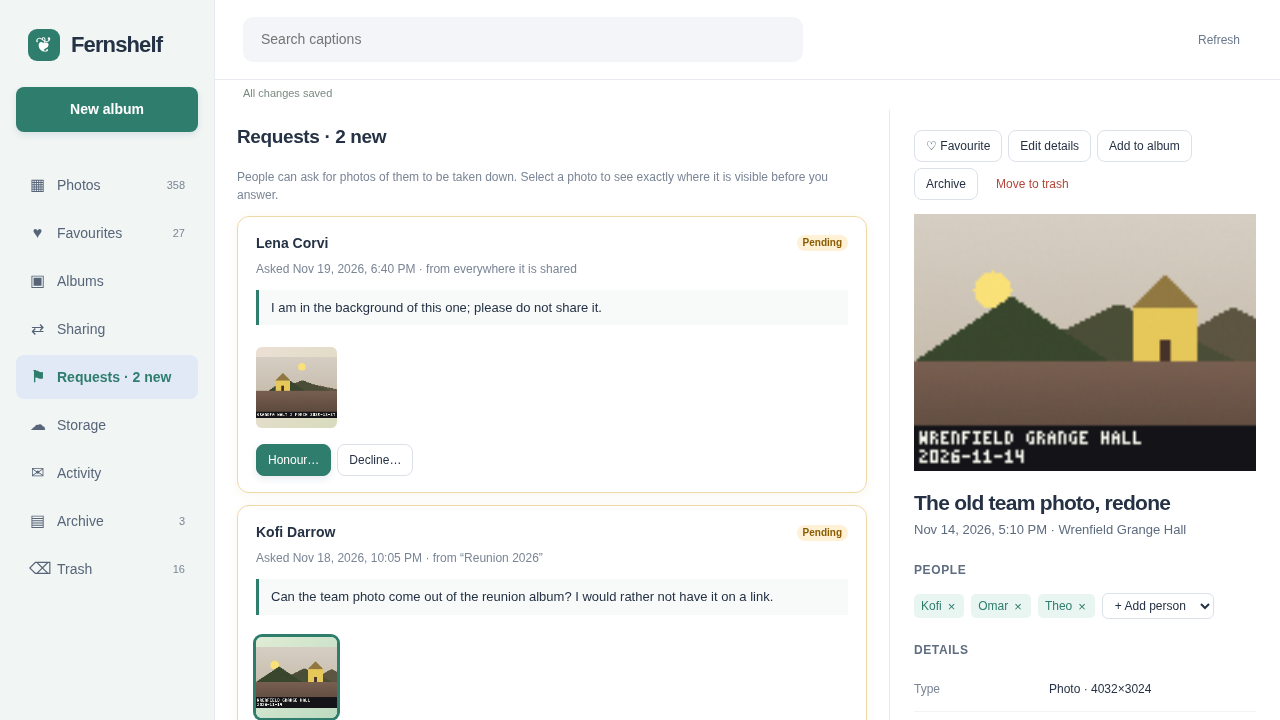 Fernshelf
New album
Photos 358
Favourites 27
Albums
Sharing
Requests · 2 new
Storage
Activity
Archive 3
Trash 16
Search captions
Refresh
All changes saved
Requests · 2 new
People can ask for photos of them to be taken down. Select a photo to see exactly where it is visible before you
answer.
Lena Corvi
Pending
Asked Nov 19, 2026, 6:40 PM · from everywhere it is shared
I am in the background of this one; please do not share it.
Honour…
Decline…
Kofi Darrow
Pending
Asked Nov 18, 2026, 10:05 PM · from “Reunion 2026”
Can the team photo come out of the reunion album? I would rather not have it on a link.
WRENFIELD GRANGE HALL
2026-11-14
♡ Favourite
Edit details
Add to album
Archive
Move to trash
WRENFIELD GRANGE HALL
2026-11-14
The old team photo, redone
Nov 14, 2026, 5:10 PM · Wrenfield Grange Hall
PEOPLE
Kofi ×
Omar ×
Theo ×
+ Add person
DETAILS
Type Photo · 4032×3024